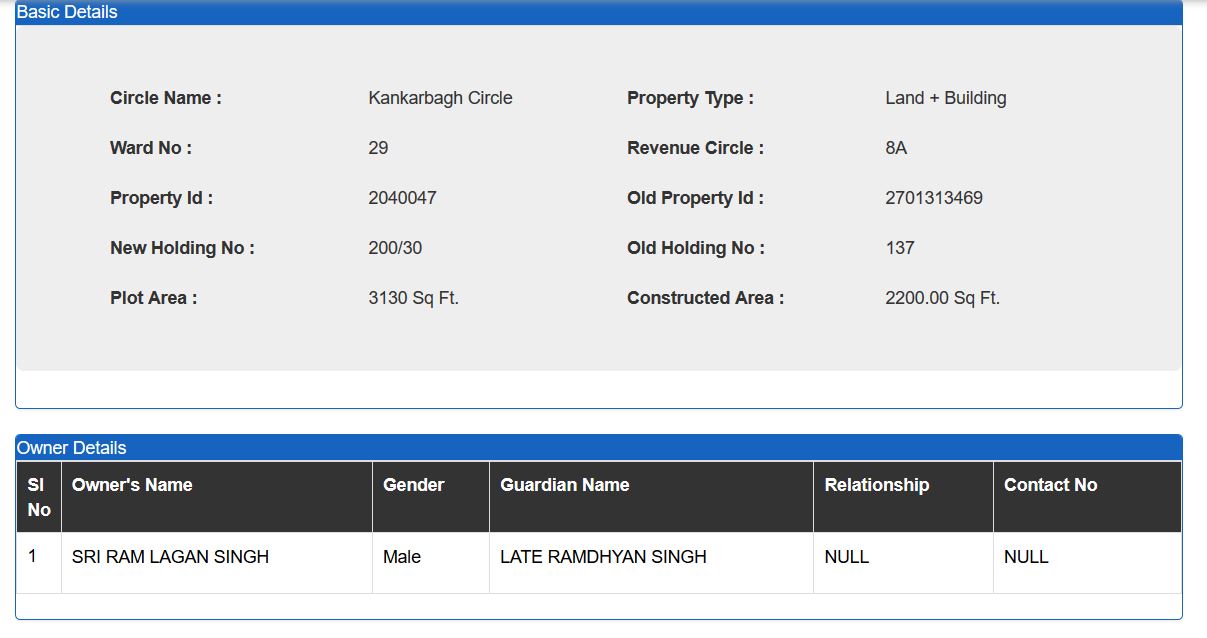 Basic Details
Circle Name : Kankarbagh Circle Property Type : Land + Building
Ward No : 29 Revenue Circle : 8A
Property Id : 2040047 Old Property Id : 2701313469
New Holding No : 200/30 Old Holding No : 137
Plot Area : 3130 Sq Ft. Constructed Area : 2200.00 Sq Ft.
Owner Details
Sl No Owner's Name Gender Guardian Name Relationship Contact No
1 SRI RAM LAGAN SINGH Male LATE RAMDHYAN SINGH NULL NULL